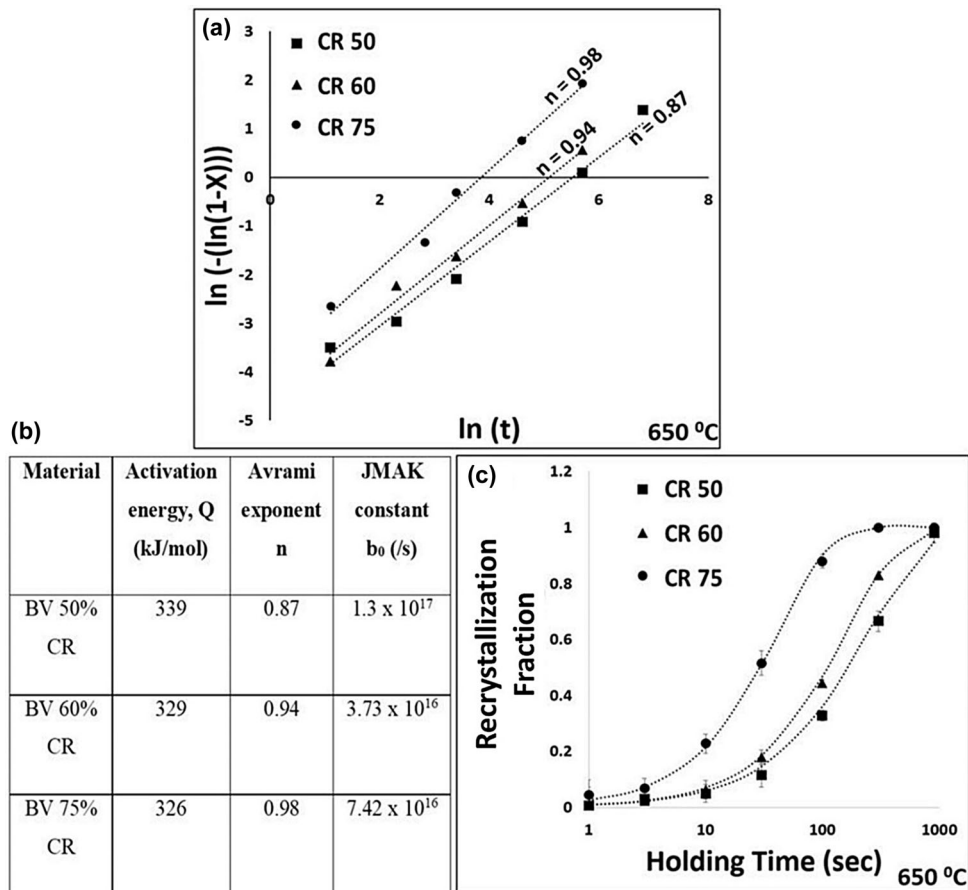 (a)
3
2
1
0
-1
-2
-3
-4
-5
0 2 4 6 8
CR 50
CR 60
CR 75
n = 0.98
n = 0.94
n = 0.87
ln (-(ln(1-X)))
ln (t)
650 ⁰C
(b)
Material Activation energy, Q (kJ/mol) Avrami exponent n JMAK constant b₀ (/s)
BV 50% CR 339 0.87 1.3 x 10¹⁷
BV 60% CR 329 0.94 3.73 x 10¹⁶
BV 75% CR 326 0.98 7.42 x 10¹⁶
(c)
1.2
1
0.8
0.6
0.4
0.2
0
1 10 100 1000
CR 50
CR 60
CR 75
Recrystallization
Fraction
Holding Time (sec)
650 ⁰C